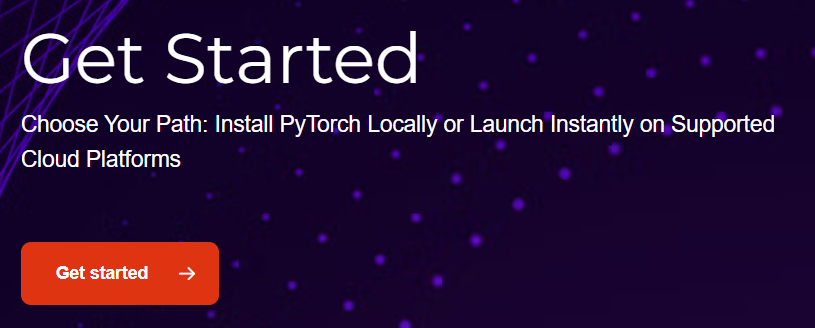 Get Started
Choose Your Path: Install PyTorch Locally or Launch Instantly on Supported
Cloud Platforms
Get started